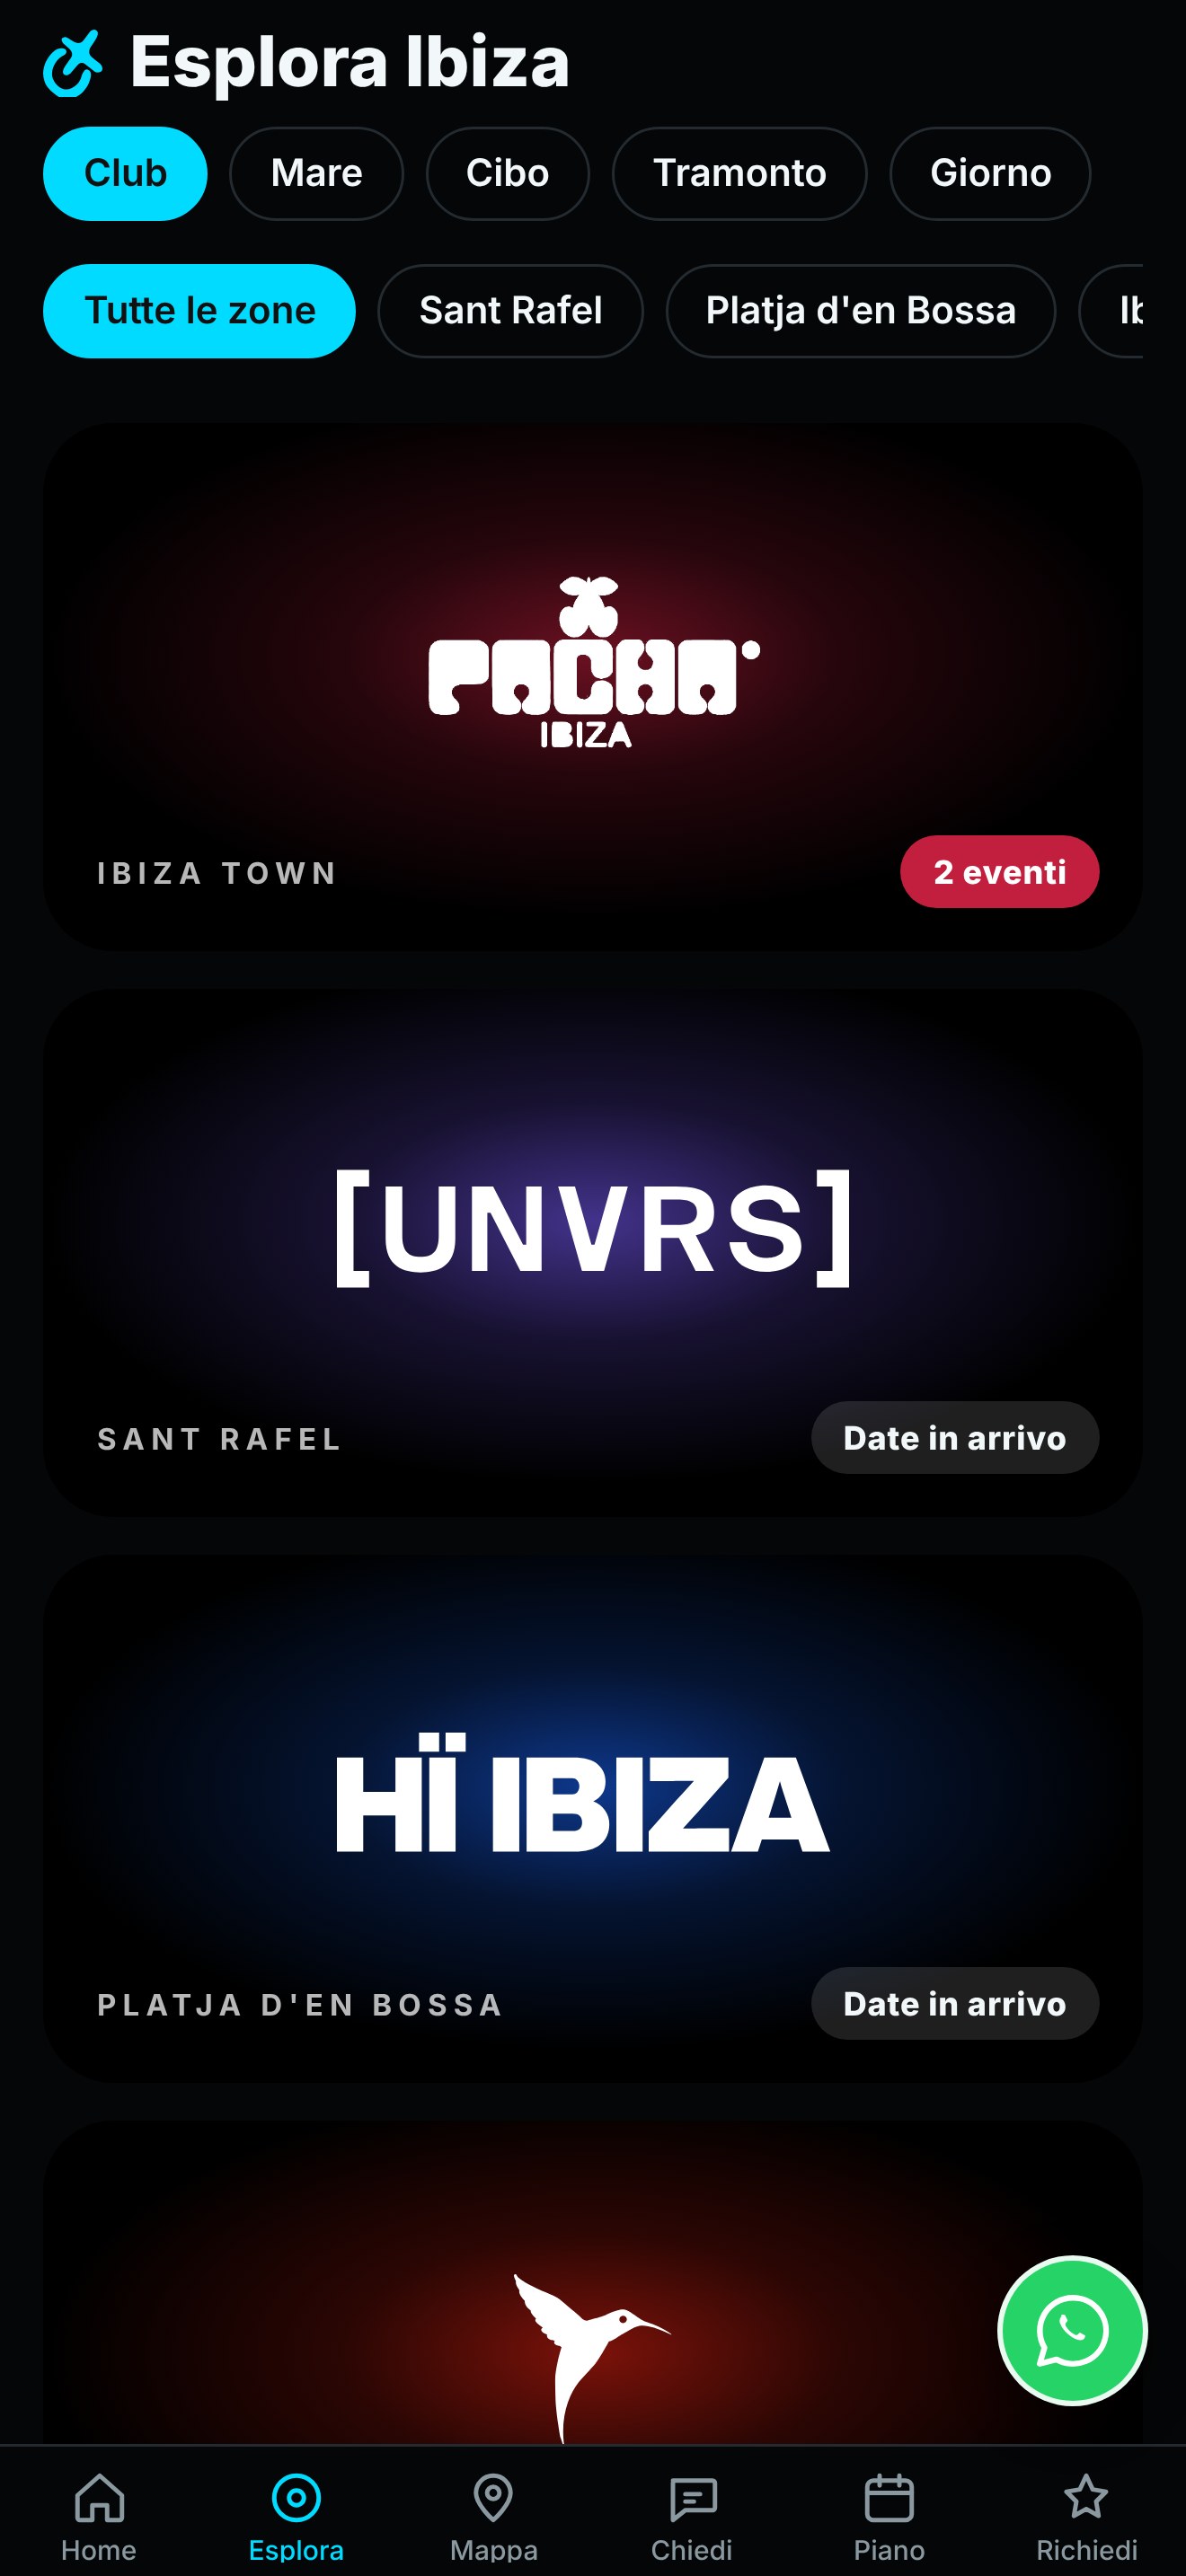 Esplora Ibiza
Club Mare Cibo Tramonto Giorno
Tutte le zone Sant Rafel Platja d'en Bossa
PACHA
IBIZA
IBIZA TOWN 2 eventi
[UNVRS]
SANT RAFEL Date in arrivo
HÏ IBIZA
PLATJA D'EN BOSSA Date in arrivo
Home Esplora Mappa Chiedi Piano Richiedi